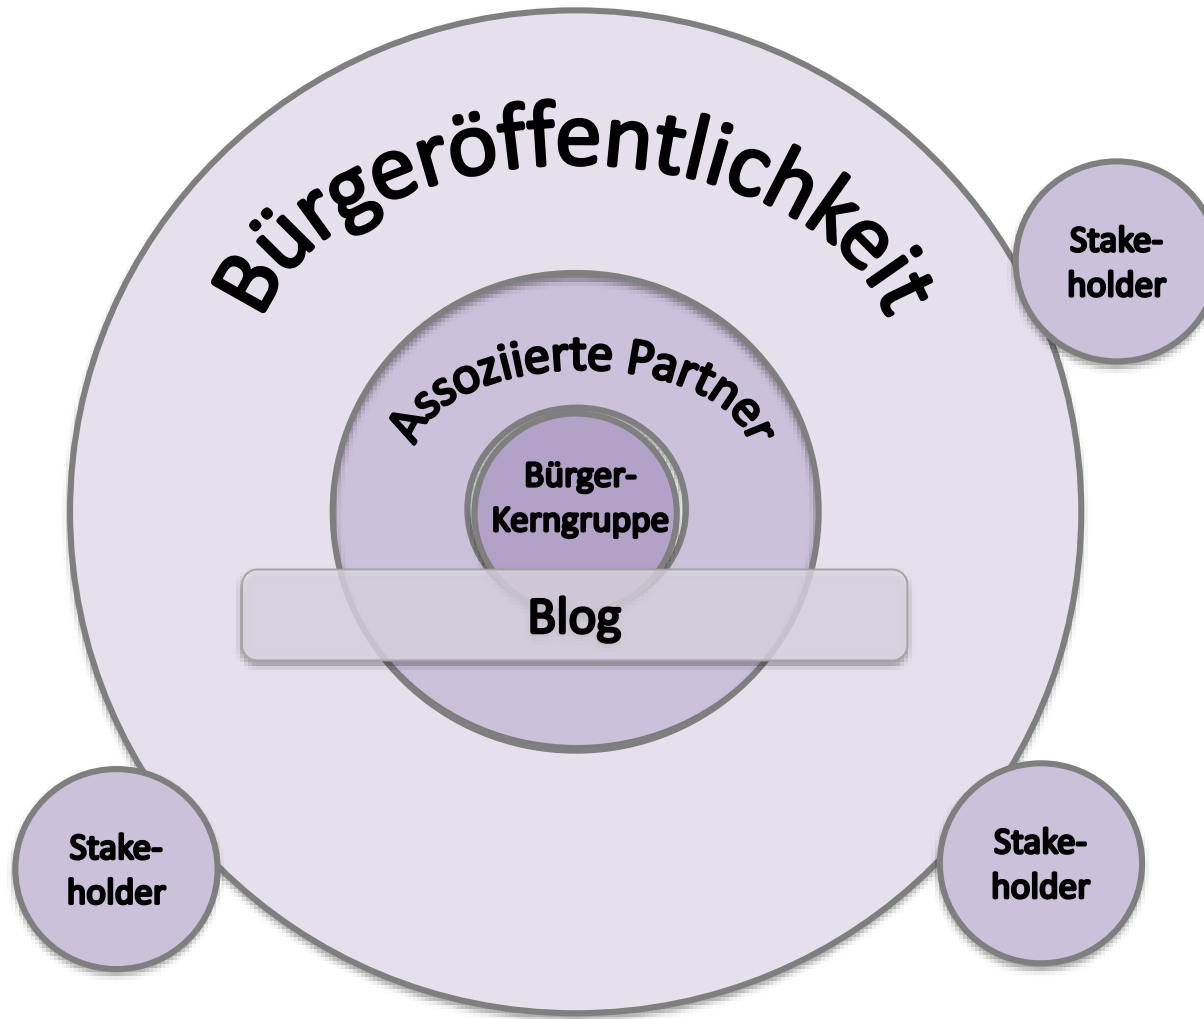 Bürgeröffentlichkeit
Stake-
holder
Assoziierte Partner
Bürger-
Kerngruppe
Blog
Stake-
holder
Stake-
holder